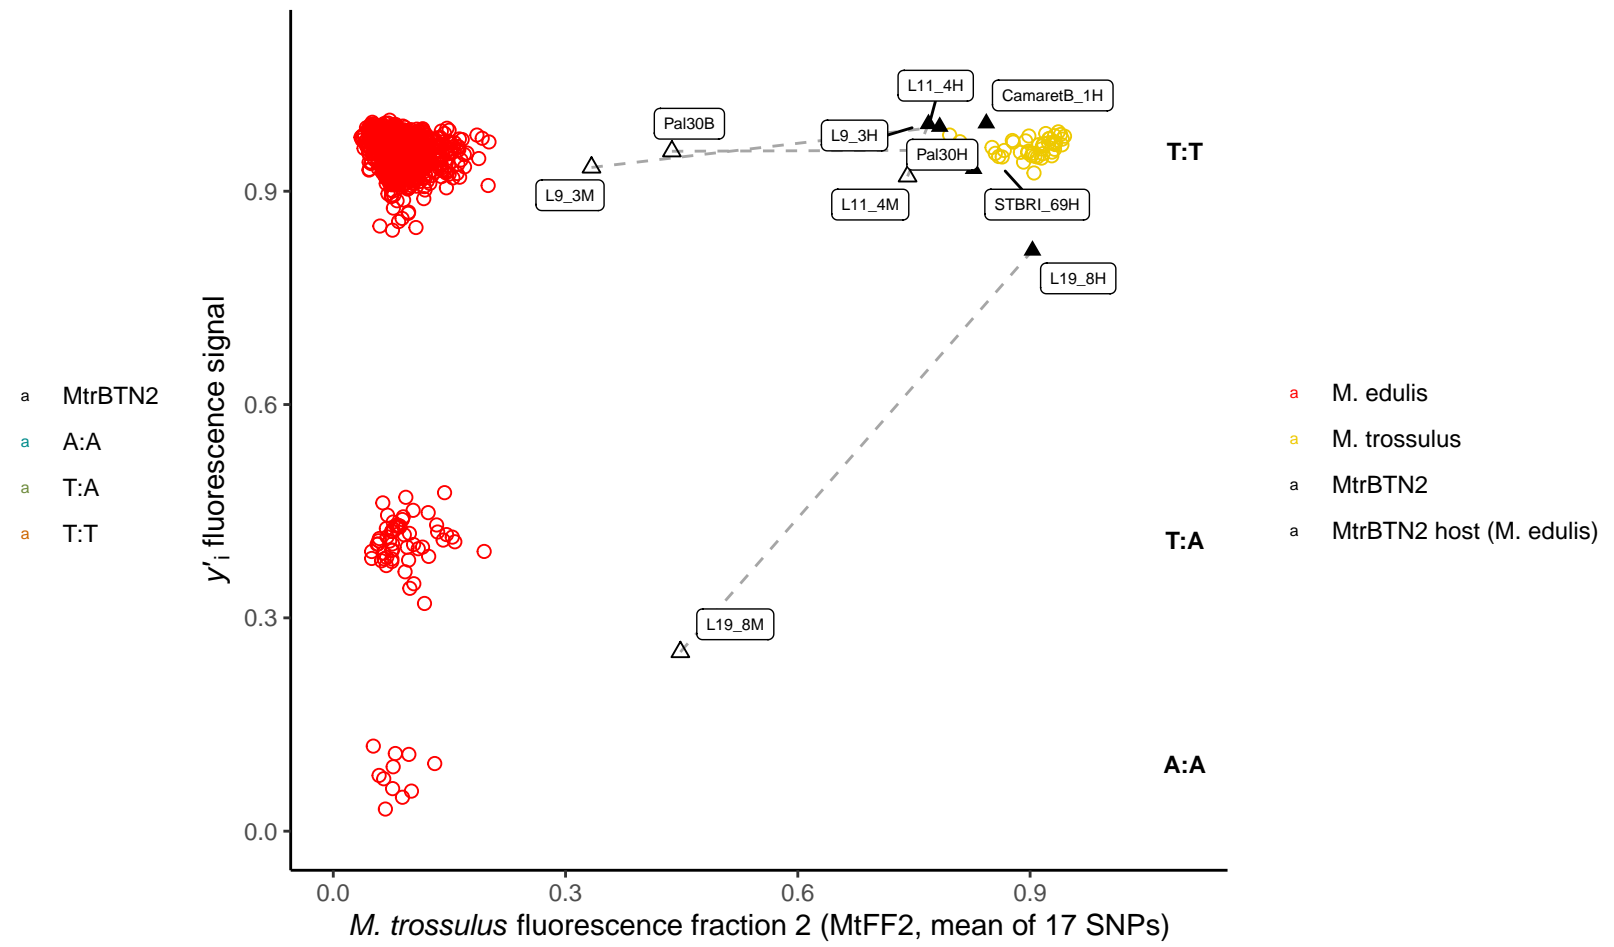 L11_4H
CamaretB_1H
Pal30B
L9_3H
Pal30H
T:T
0.9
L9_3M
L11_4M
STBRI_69H
L19_8H
y'i fluorescence signal
a MtrBTN2
a A:A
a T:A
a T:T
0.6
a M. edulis
a M. trossulus
a MtrBTN2
a MtrBTN2 host (M. edulis)
T:A
0.3
L19_8M
A:A
0.0
0.0 0.3 0.6 0.9
M. trossulus fluorescence fraction 2 (MtFF2, mean of 17 SNPs)